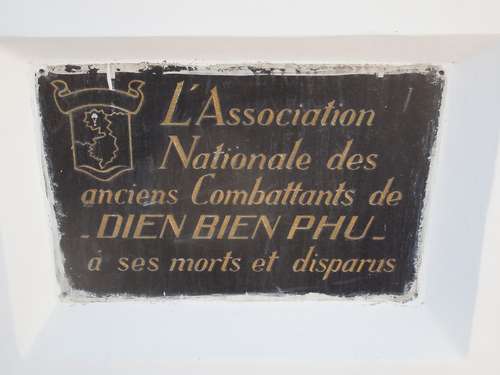 L'Association
Nationale des
anciens Combattants de
- DIEN BIEN PHU -
à ses morts et disparus